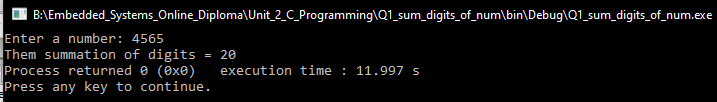 B:\Embedded_Systems_Online_Diploma\Unit_2_C_Programming\Q1_sum_digits_of_num\bin\Debug\Q1_sum_digits_of_num.exe
Enter a number: 4565
Them summation of digits = 20
Process returned 0 (0x0)   execution time : 11.997 s
Press any key to continue.